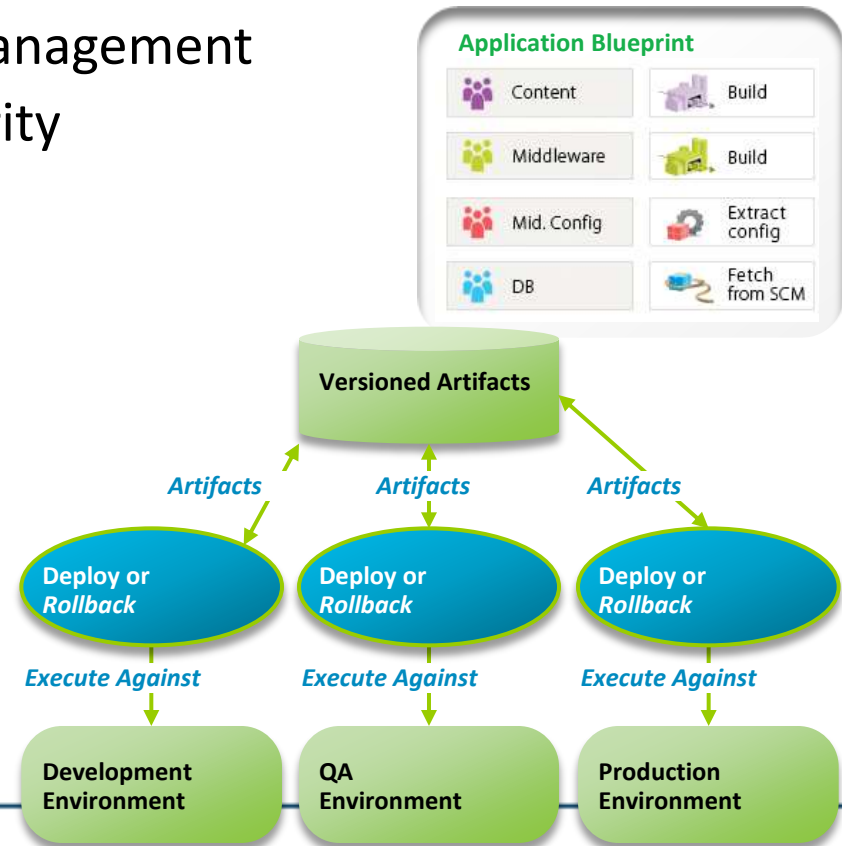 anagement
rity
Application Blueprint
Content
Build
Middleware
Build
Mid. Config
Extract
config
DB
Fetch
from SCM
Versioned Artifacts
Artifacts
Artifacts
Artifacts
Deploy or
Rollback
Deploy or
Rollback
Deploy or
Rollback
Execute Against
Execute Against
Execute Against
Development
Environment
QA
Environment
Production
Environment